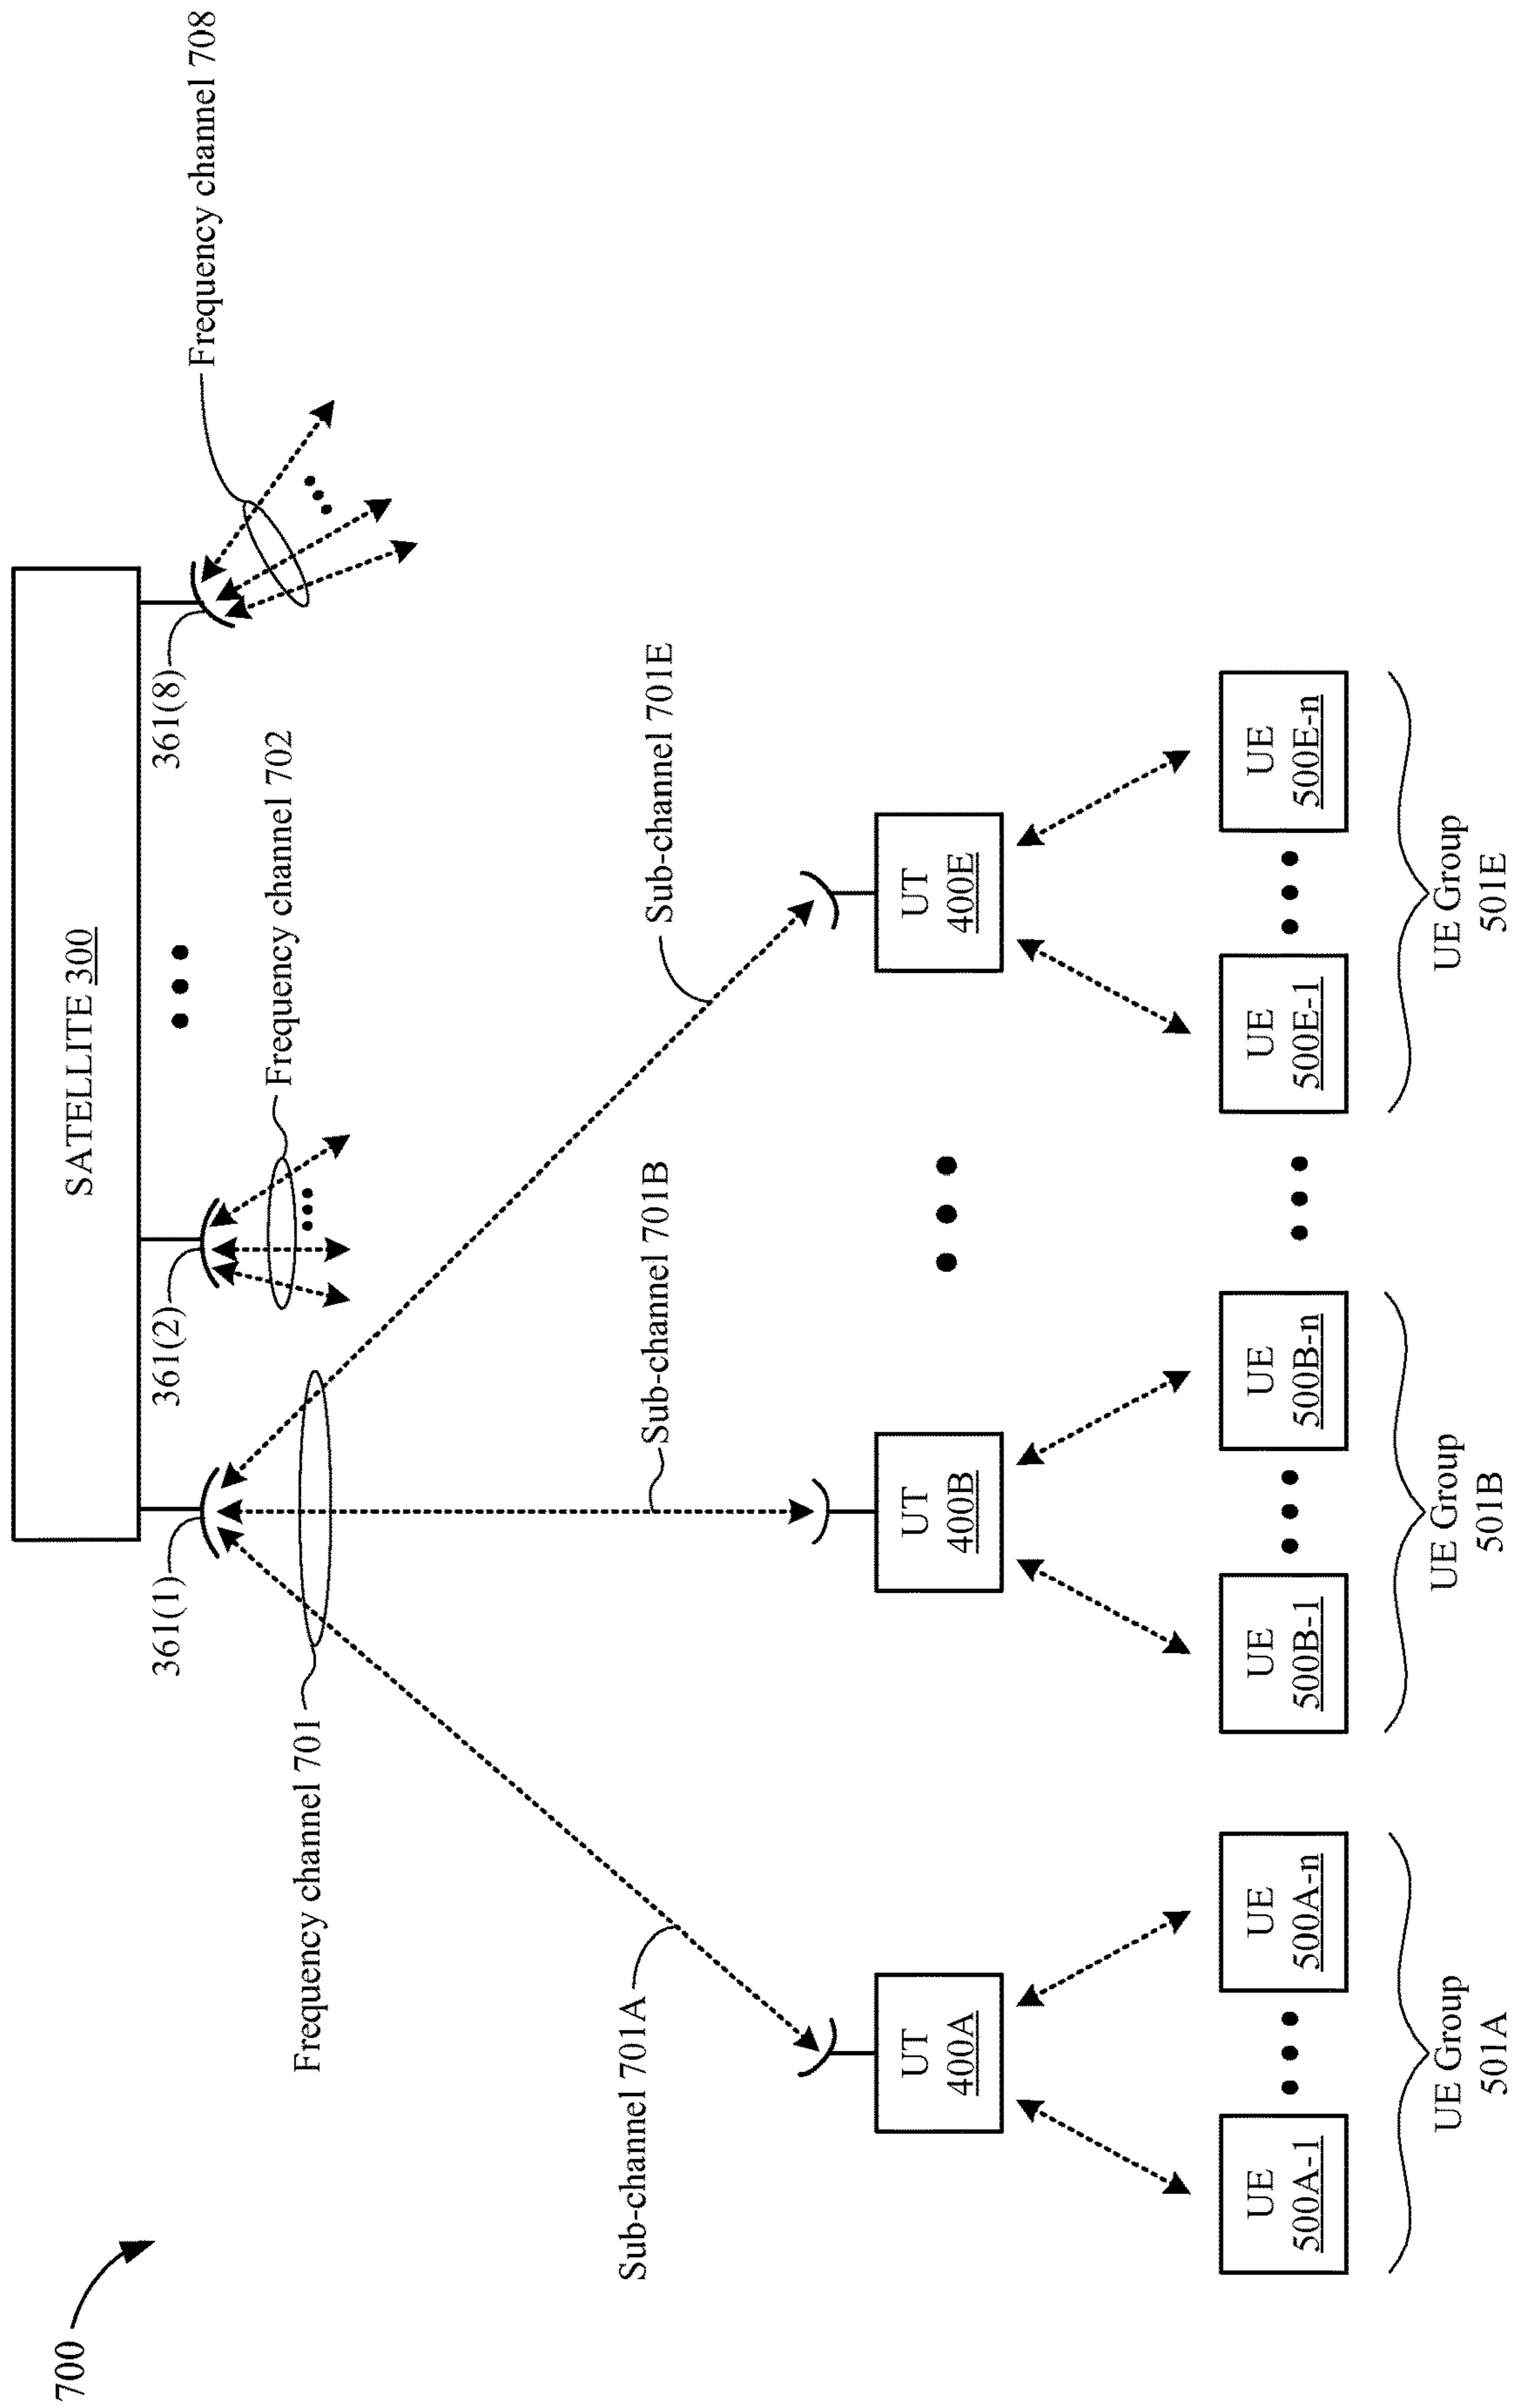 700
SATELLITE 300
361(1)
361(2)
361(8)
Frequency channel 701
Frequency channel 702
Frequency channel 708
Sub-channel 701A
Sub-channel 701B
Sub-channel 701E
UT
400A
UT
400B
UT
400E
UE
500A-1
UE
500A-n
UE
500B-1
UE
500B-n
UE
500E-1
UE
500E-n
UE Group
501A
UE Group
501B
UE Group
501E